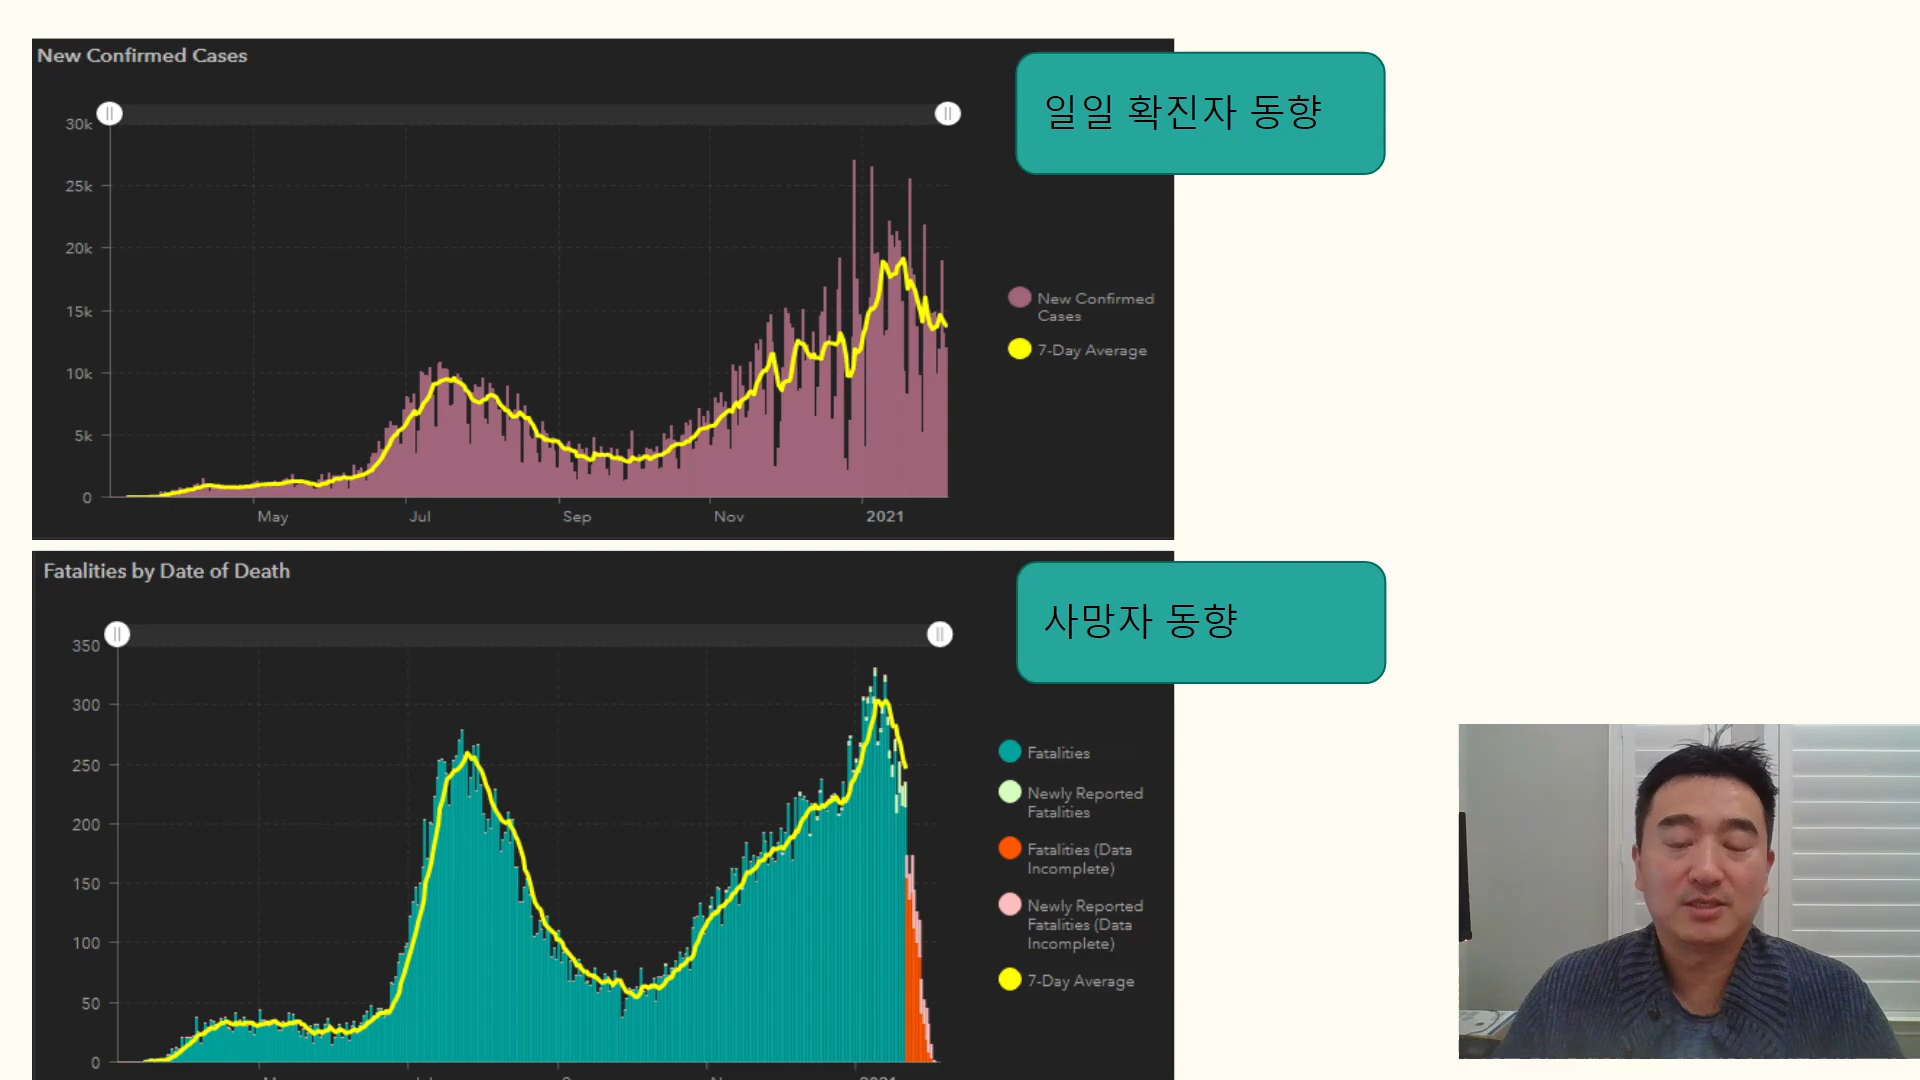 New Confirmed Cases
일일 확진자 동향
30k
25k
20k
15k
10k
5k
0
May
Jul
Sep
Nov
2021
New Confirmed
Cases
7-Day Average
Fatalities by Date of Death
사망자 동향
350
300
250
200
150
100
50
0
Fatalities
Newly Reported
Fatalities
Fatalities (Data
Incomplete)
Newly Reported
Fatalities (Data
Incomplete)
7-Day Average